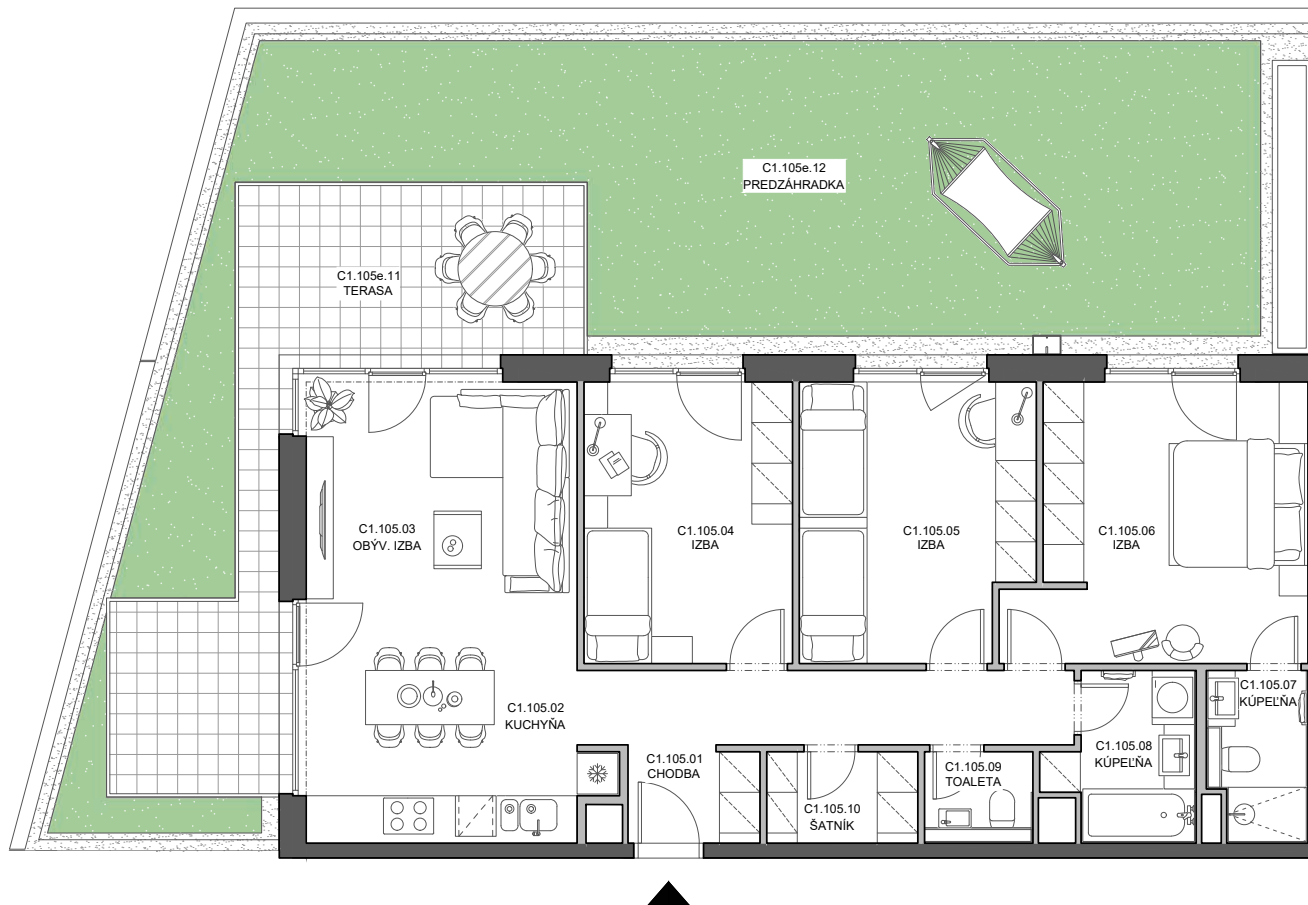 C1.105e.12
PREDZÁHRADKA
C1.105e.11
TERASA
C1.105.03
OBÝV. IZBA
C1.105.04
IZBA
C1.105.05
IZBA
C1.105.06
IZBA
C1.105.02
KUCHYŇA
C1.105.01
CHODBA
C1.105.10
ŠATNÍK
C1.105.09
TOALETA
C1.105.08
KÚPEĽŇA
C1.105.07
KÚPEĽŇA